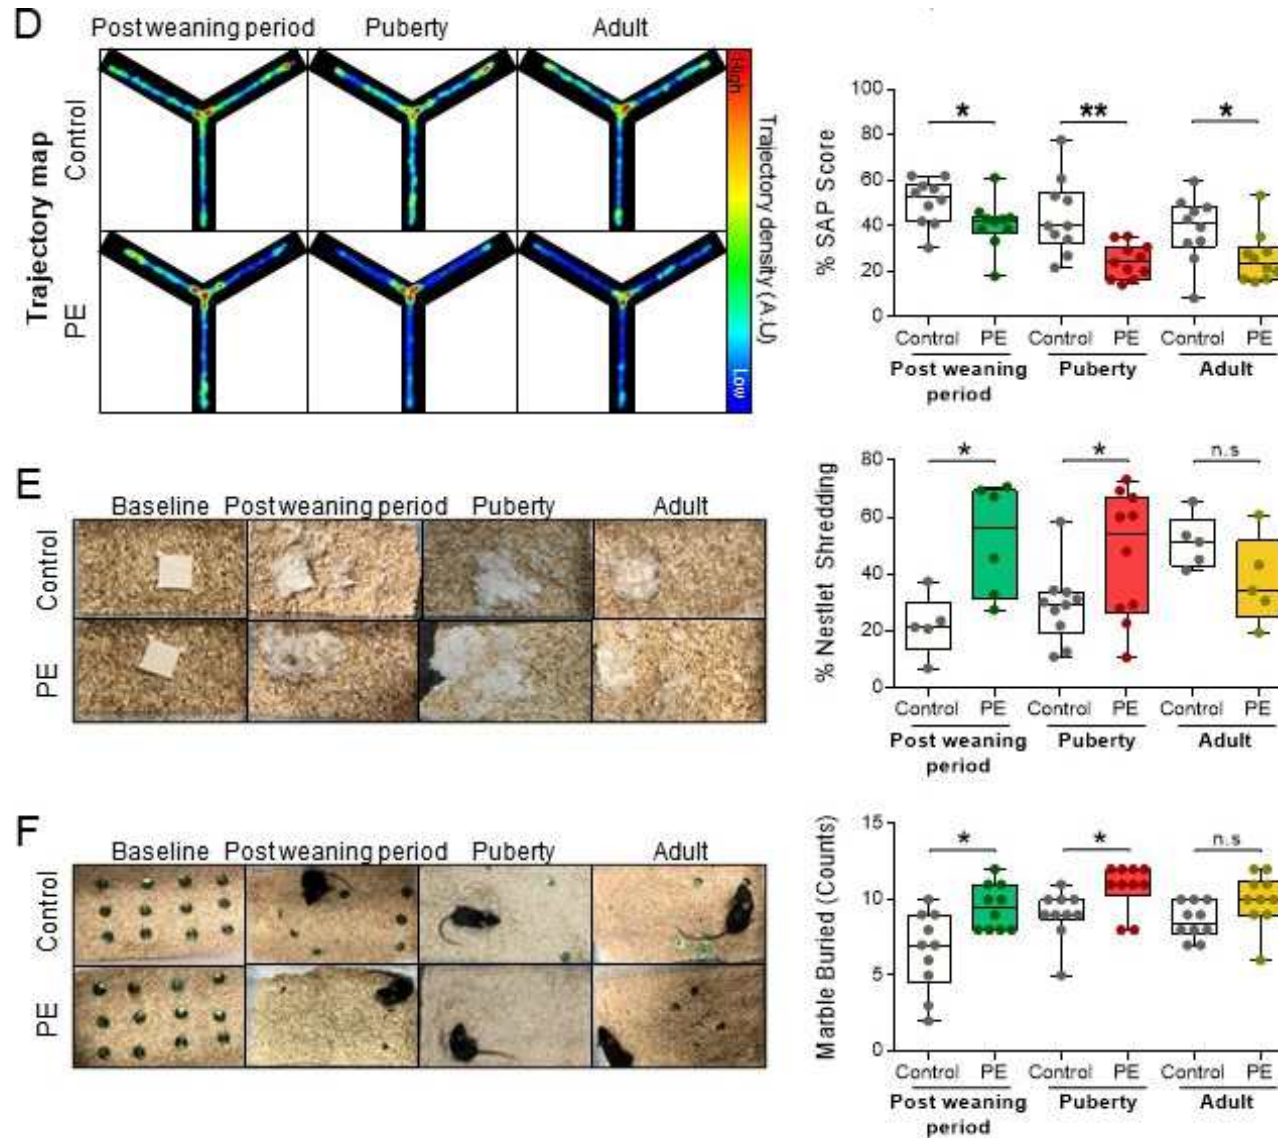 D
Post weaning period Puberty Adult
Trajectory map
Control
PE
High
Low
Trajectory density (A.U)
% SAP Score
100
80
60
40
20
0
* ** *
Control PE Control PE Control PE
Post weaning period Puberty Adult
E
Baseline Post weaning period Puberty Adult
Control
PE
% Nestlet Shredding
80
60
40
20
0
* * n.s
Control PE Control PE Control PE
Post weaning period Puberty Adult
F
Baseline Post weaning period Puberty Adult
Control
PE
Marble Buried (Counts)
15
10
5
0
* * n.s
Control PE Control PE Control PE
Post weaning period Puberty Adult